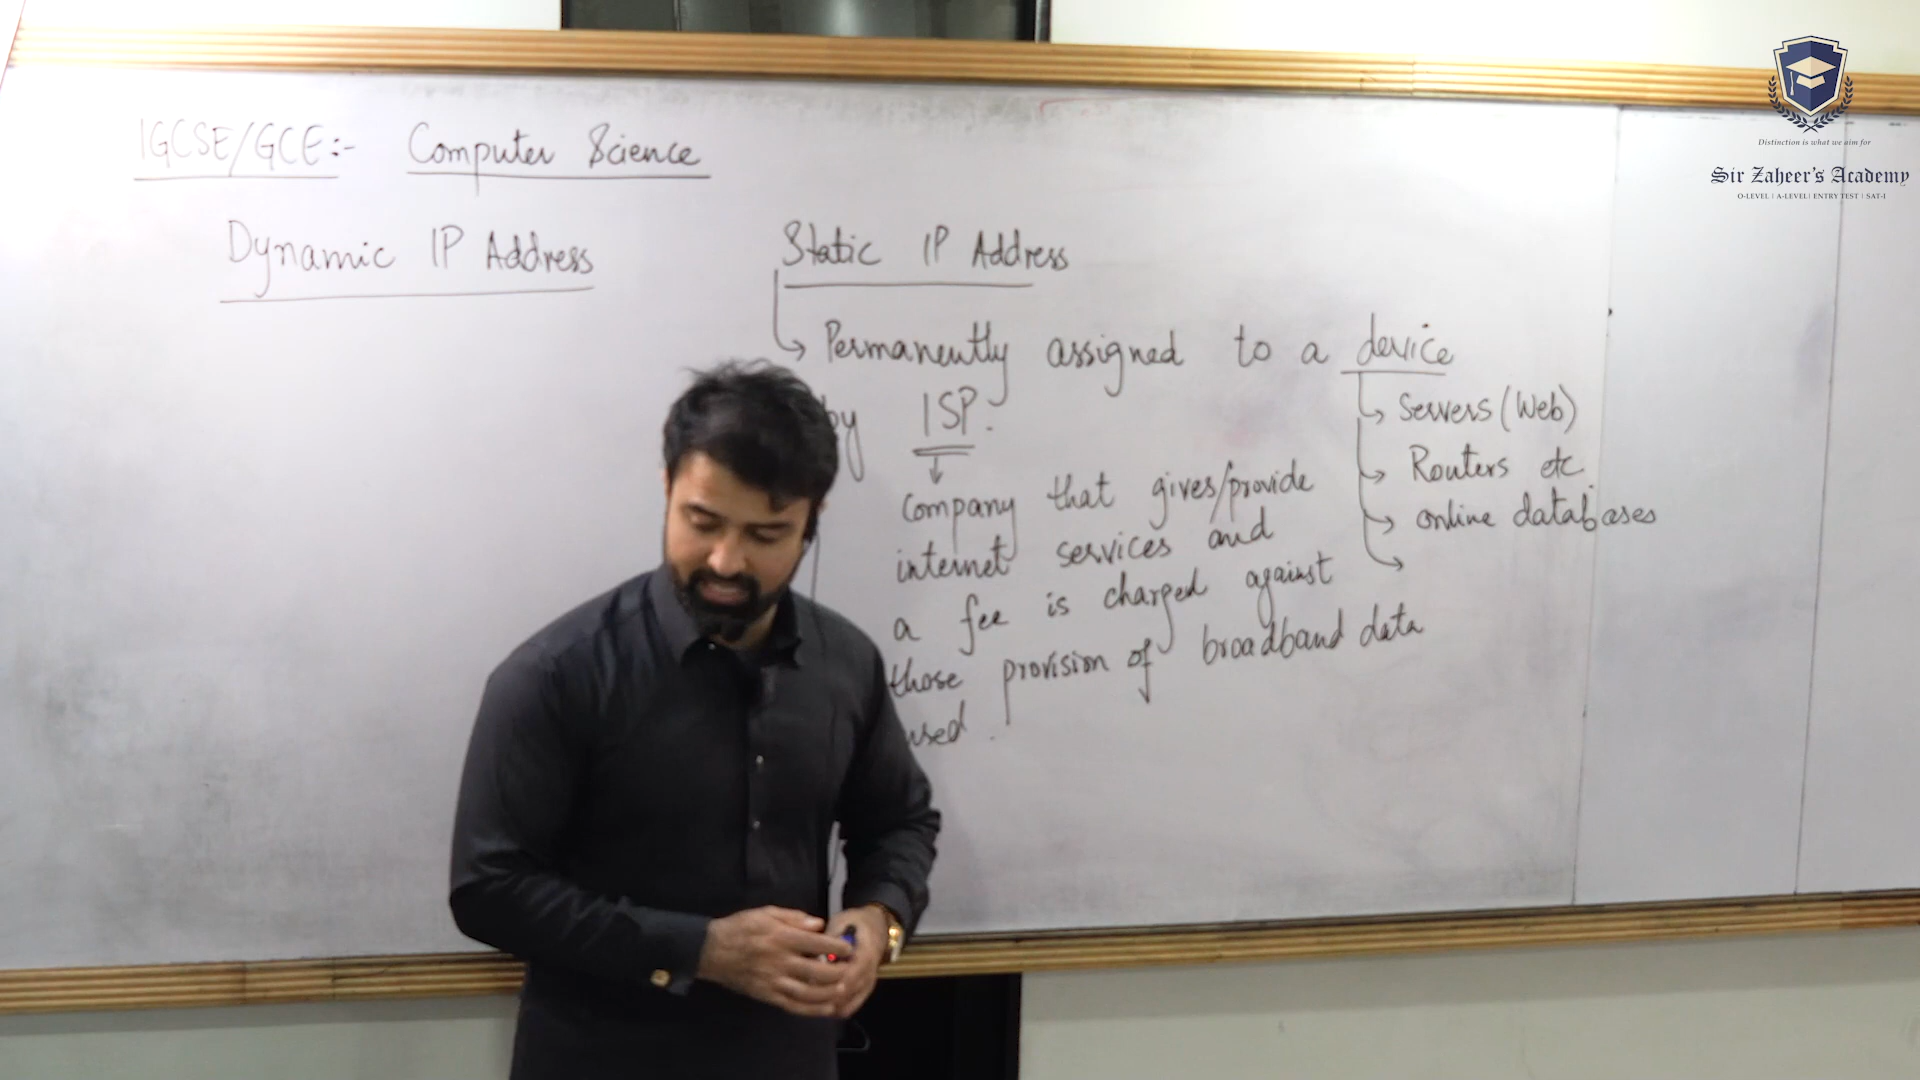 IGCSE/GCE:- Computer Science
Dynamic IP Address
Static IP Address
Permanently assigned to a device
by ISP.
Servers (Web)
Routers etc
online databases
Company that gives/provide
internet services and
a fee is charged against
those provision of broadband data
used.
Distinction is what we aim for
Sir Zaheer's Academy
O-LEVEL | A-LEVEL | ENTRY TEST | SAT-I